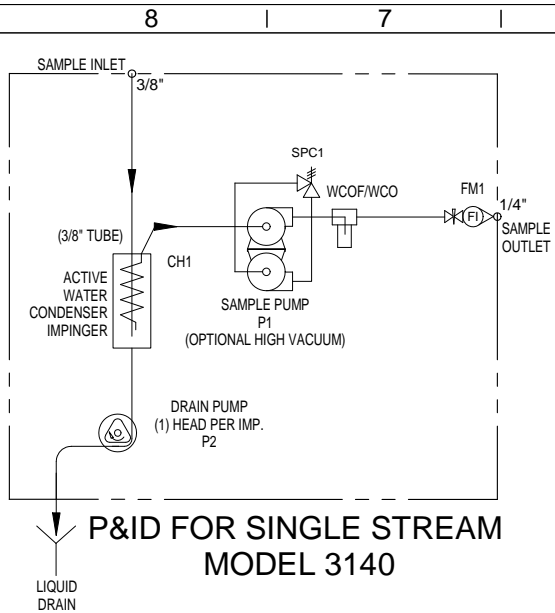 8
7
SAMPLE INLET
3/8"
SPC1
WCOF/WCO
FM1
1/4"
FI
SAMPLE
OUTLET
(3/8" TUBE)
CH1
ACTIVE
WATER
CONDENSER
IMPINGER
SAMPLE PUMP
P1
(OPTIONAL HIGH VACUUM)
DRAIN PUMP
(1) HEAD PER IMP.
P2
P&ID FOR SINGLE STREAM
MODEL 3140
LIQUID
DRAIN